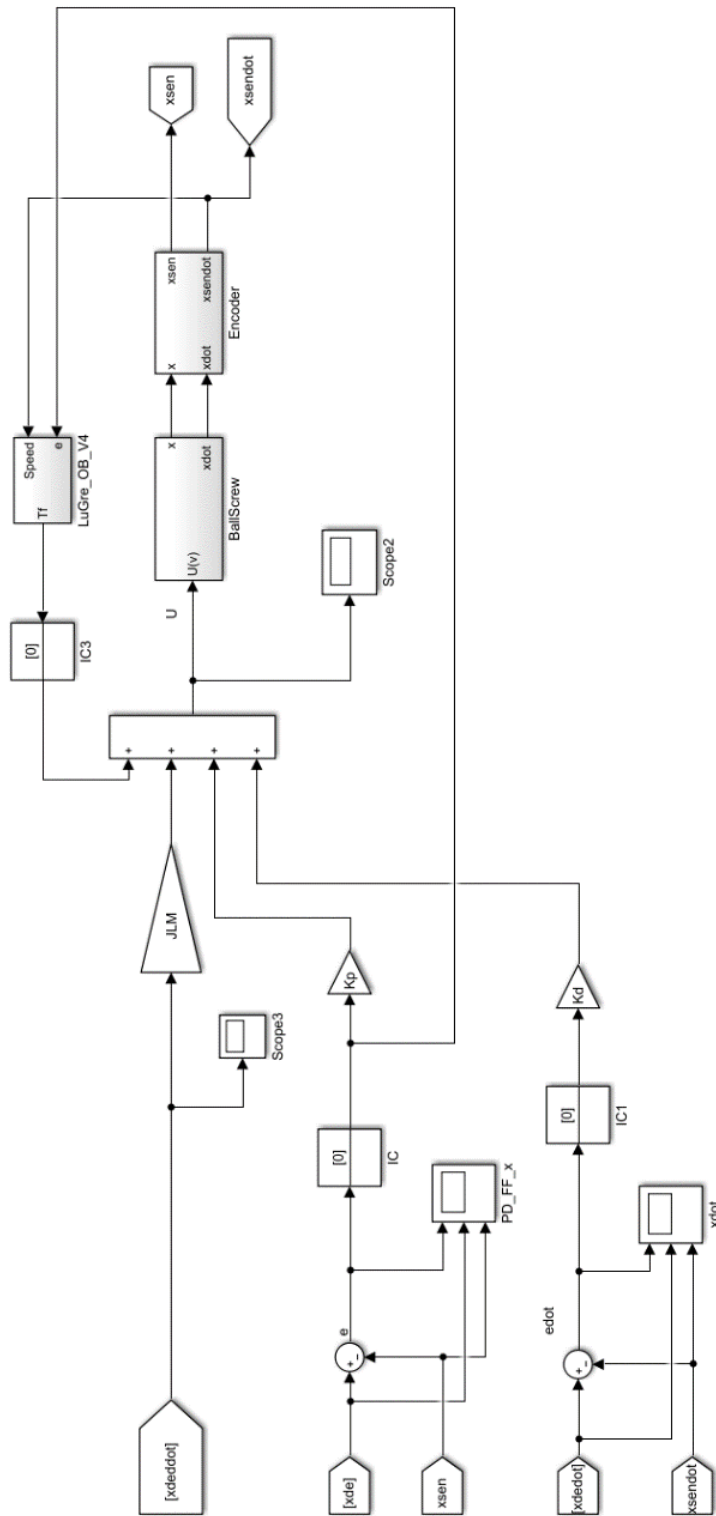 [xdeddot]
Scope3
JLM
[0]
IC3
Tf
Speed
e
LuGre_OB_V4
+
+
+
+
U
Scope2
U(v)
x
xdot
BallScrew
x
xdot
xsen
xsendot
Encoder
xsen
xsendot
[xde]
xsen
+
-
e
PD_FF_x
[0]
IC
Kp
[xdedot]
xsendot]
+
-
edot
xdot
[0]
IC1
Kd